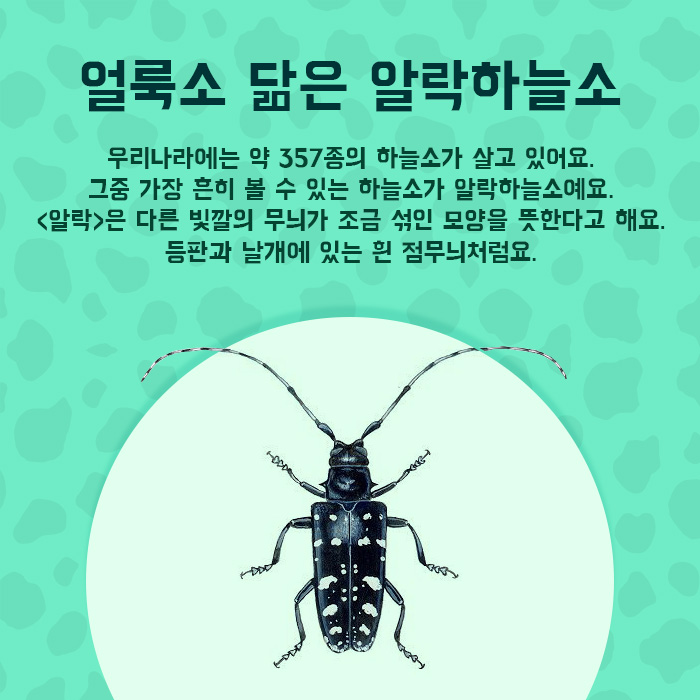 얼룩소 닮은 알락하늘소
우리나라에는 약 357종의 하늘소가 살고 있어요.
그중 가장 흔히 볼 수 있는 하늘소가 알락하늘소예요.
<알락>은 다른 빛깔의 무늬가 조금 섞인 모양을 뜻한다고 해요.
등판과 날개에 있는 흰 점무늬처럼요.